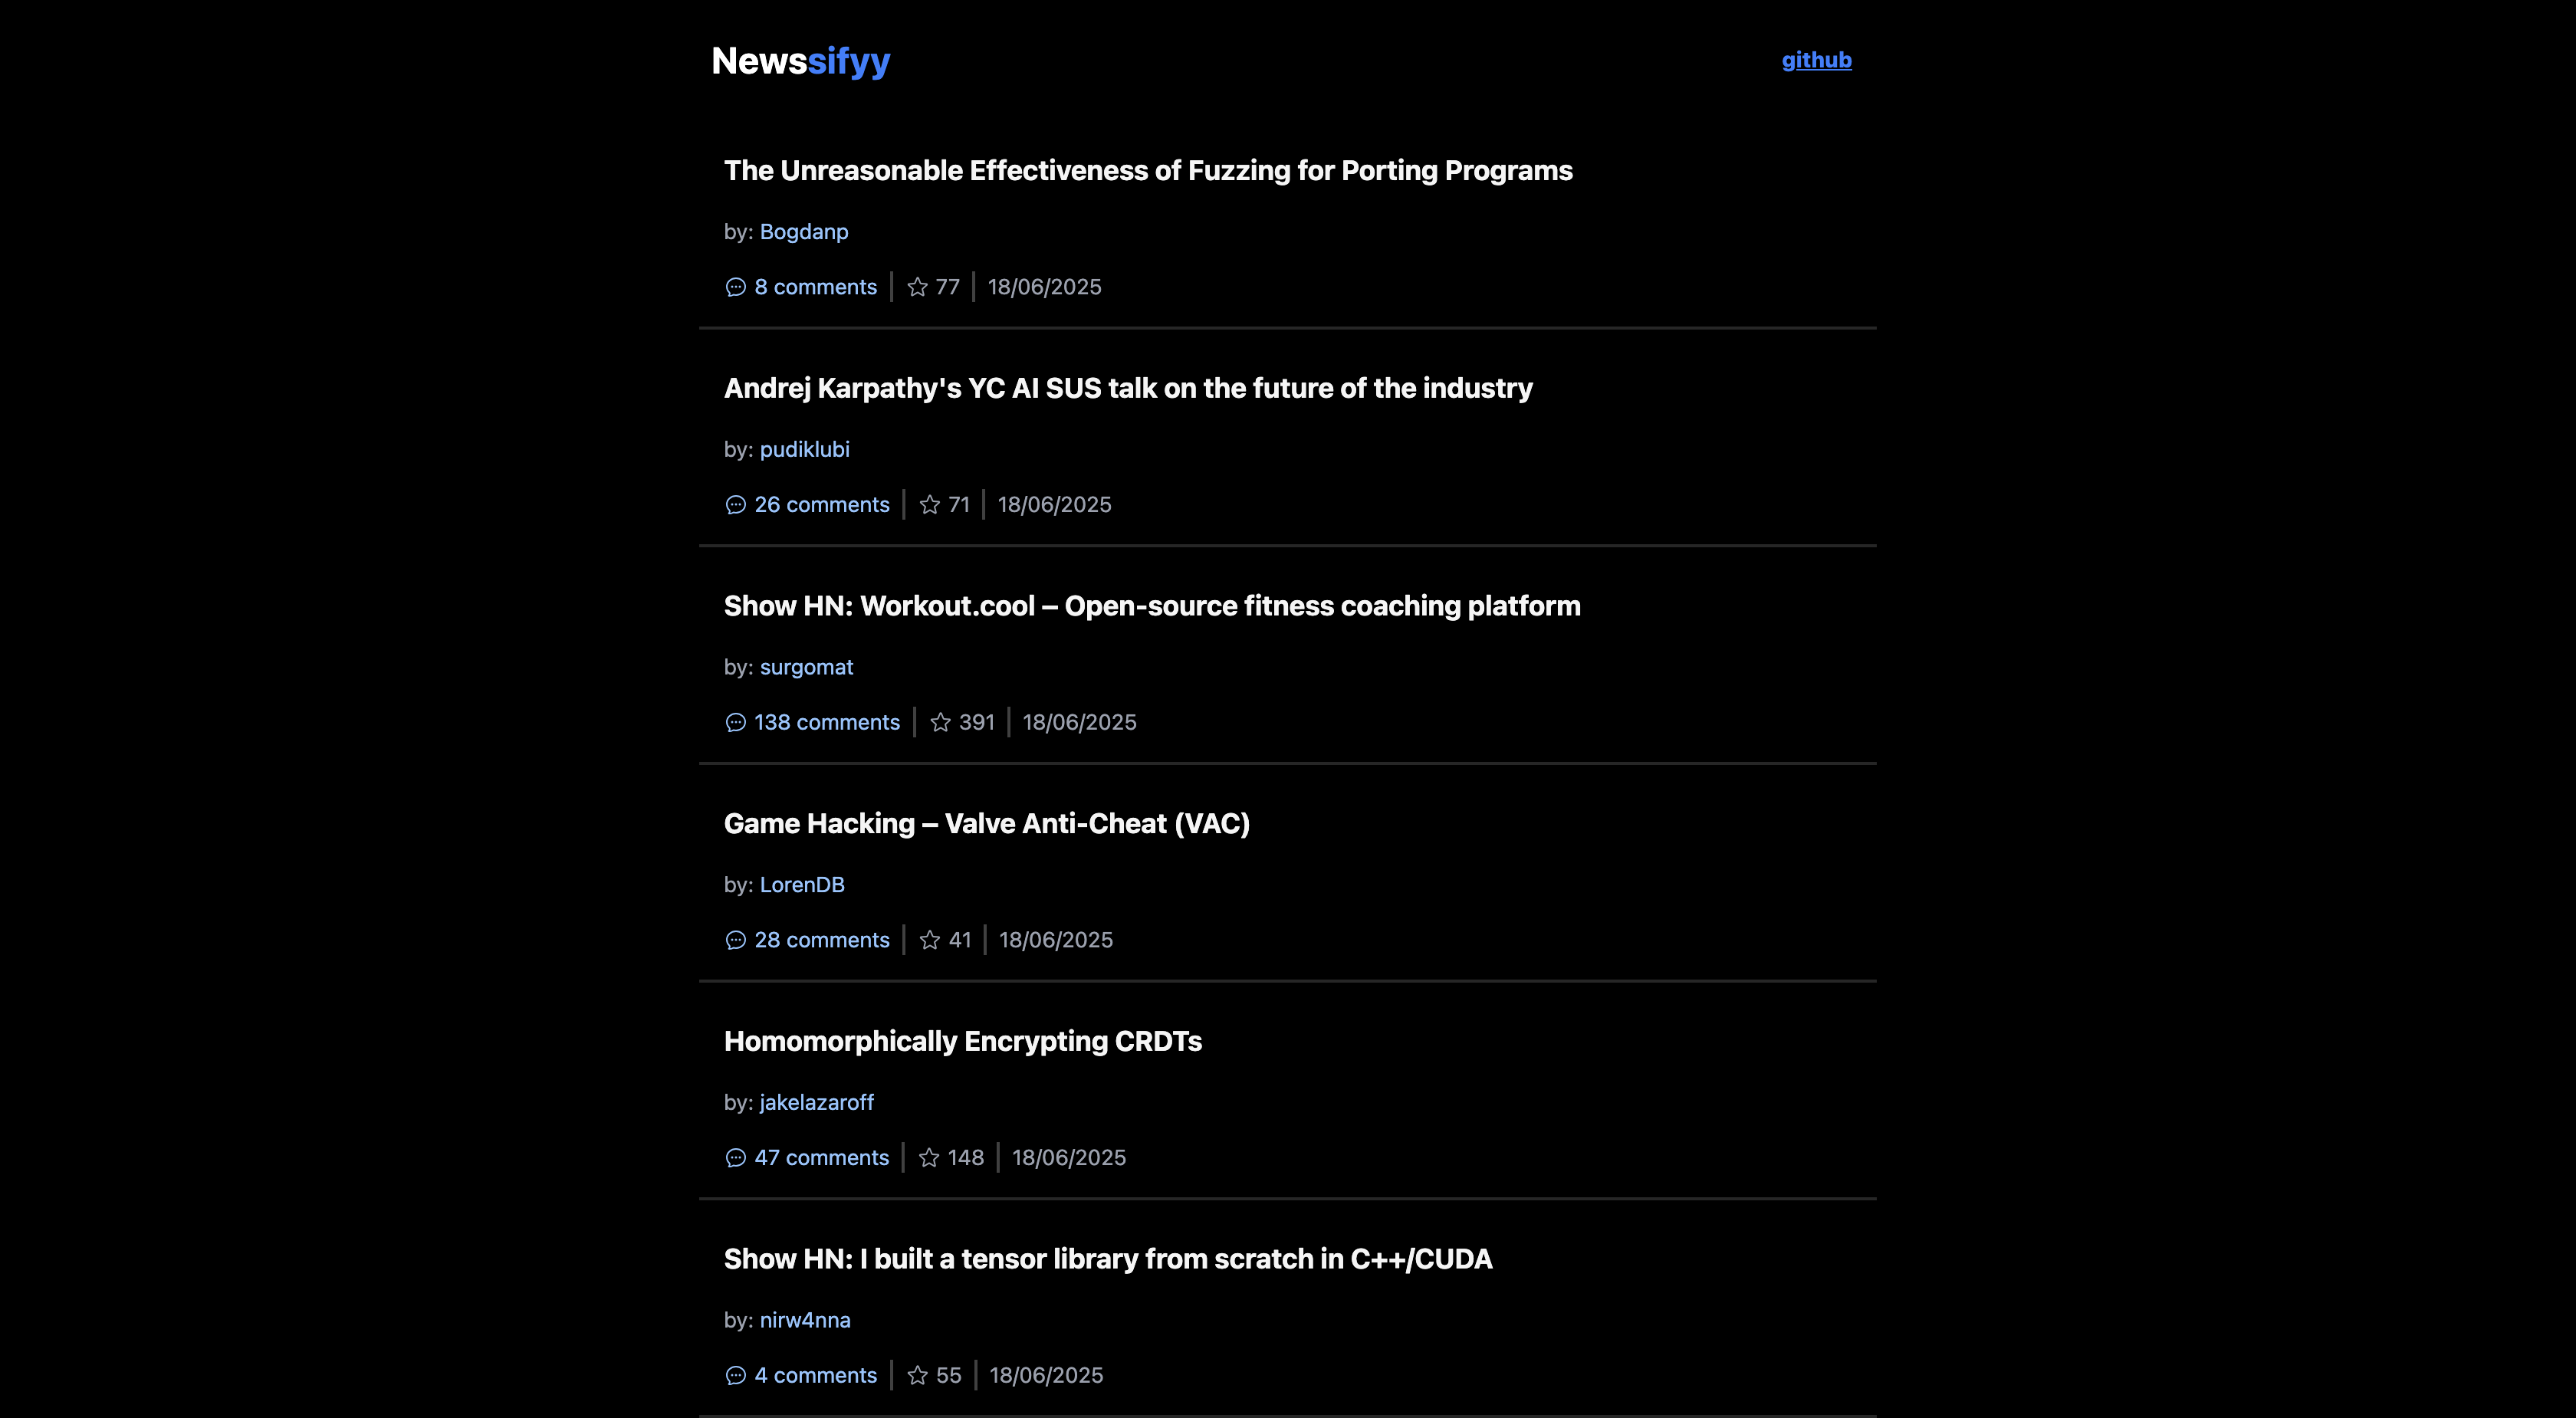 Newssifyy
github
The Unreasonable Effectiveness of Fuzzing for Porting Programs
by: Bogdanp
8 comments 77 18/06/2025
Andrej Karpathy's YC AI SUS talk on the future of the industry
by: pudiklubi
26 comments 71 18/06/2025
Show HN: Workout.cool – Open-source fitness coaching platform
by: surgomat
138 comments 391 18/06/2025
Game Hacking – Valve Anti-Cheat (VAC)
by: LorenDB
28 comments 41 18/06/2025
Homomorphically Encrypting CRDTs
by: jakelazaroff
47 comments 148 18/06/2025
Show HN: I built a tensor library from scratch in C++/CUDA
by: nirw4nna
4 comments 55 18/06/2025